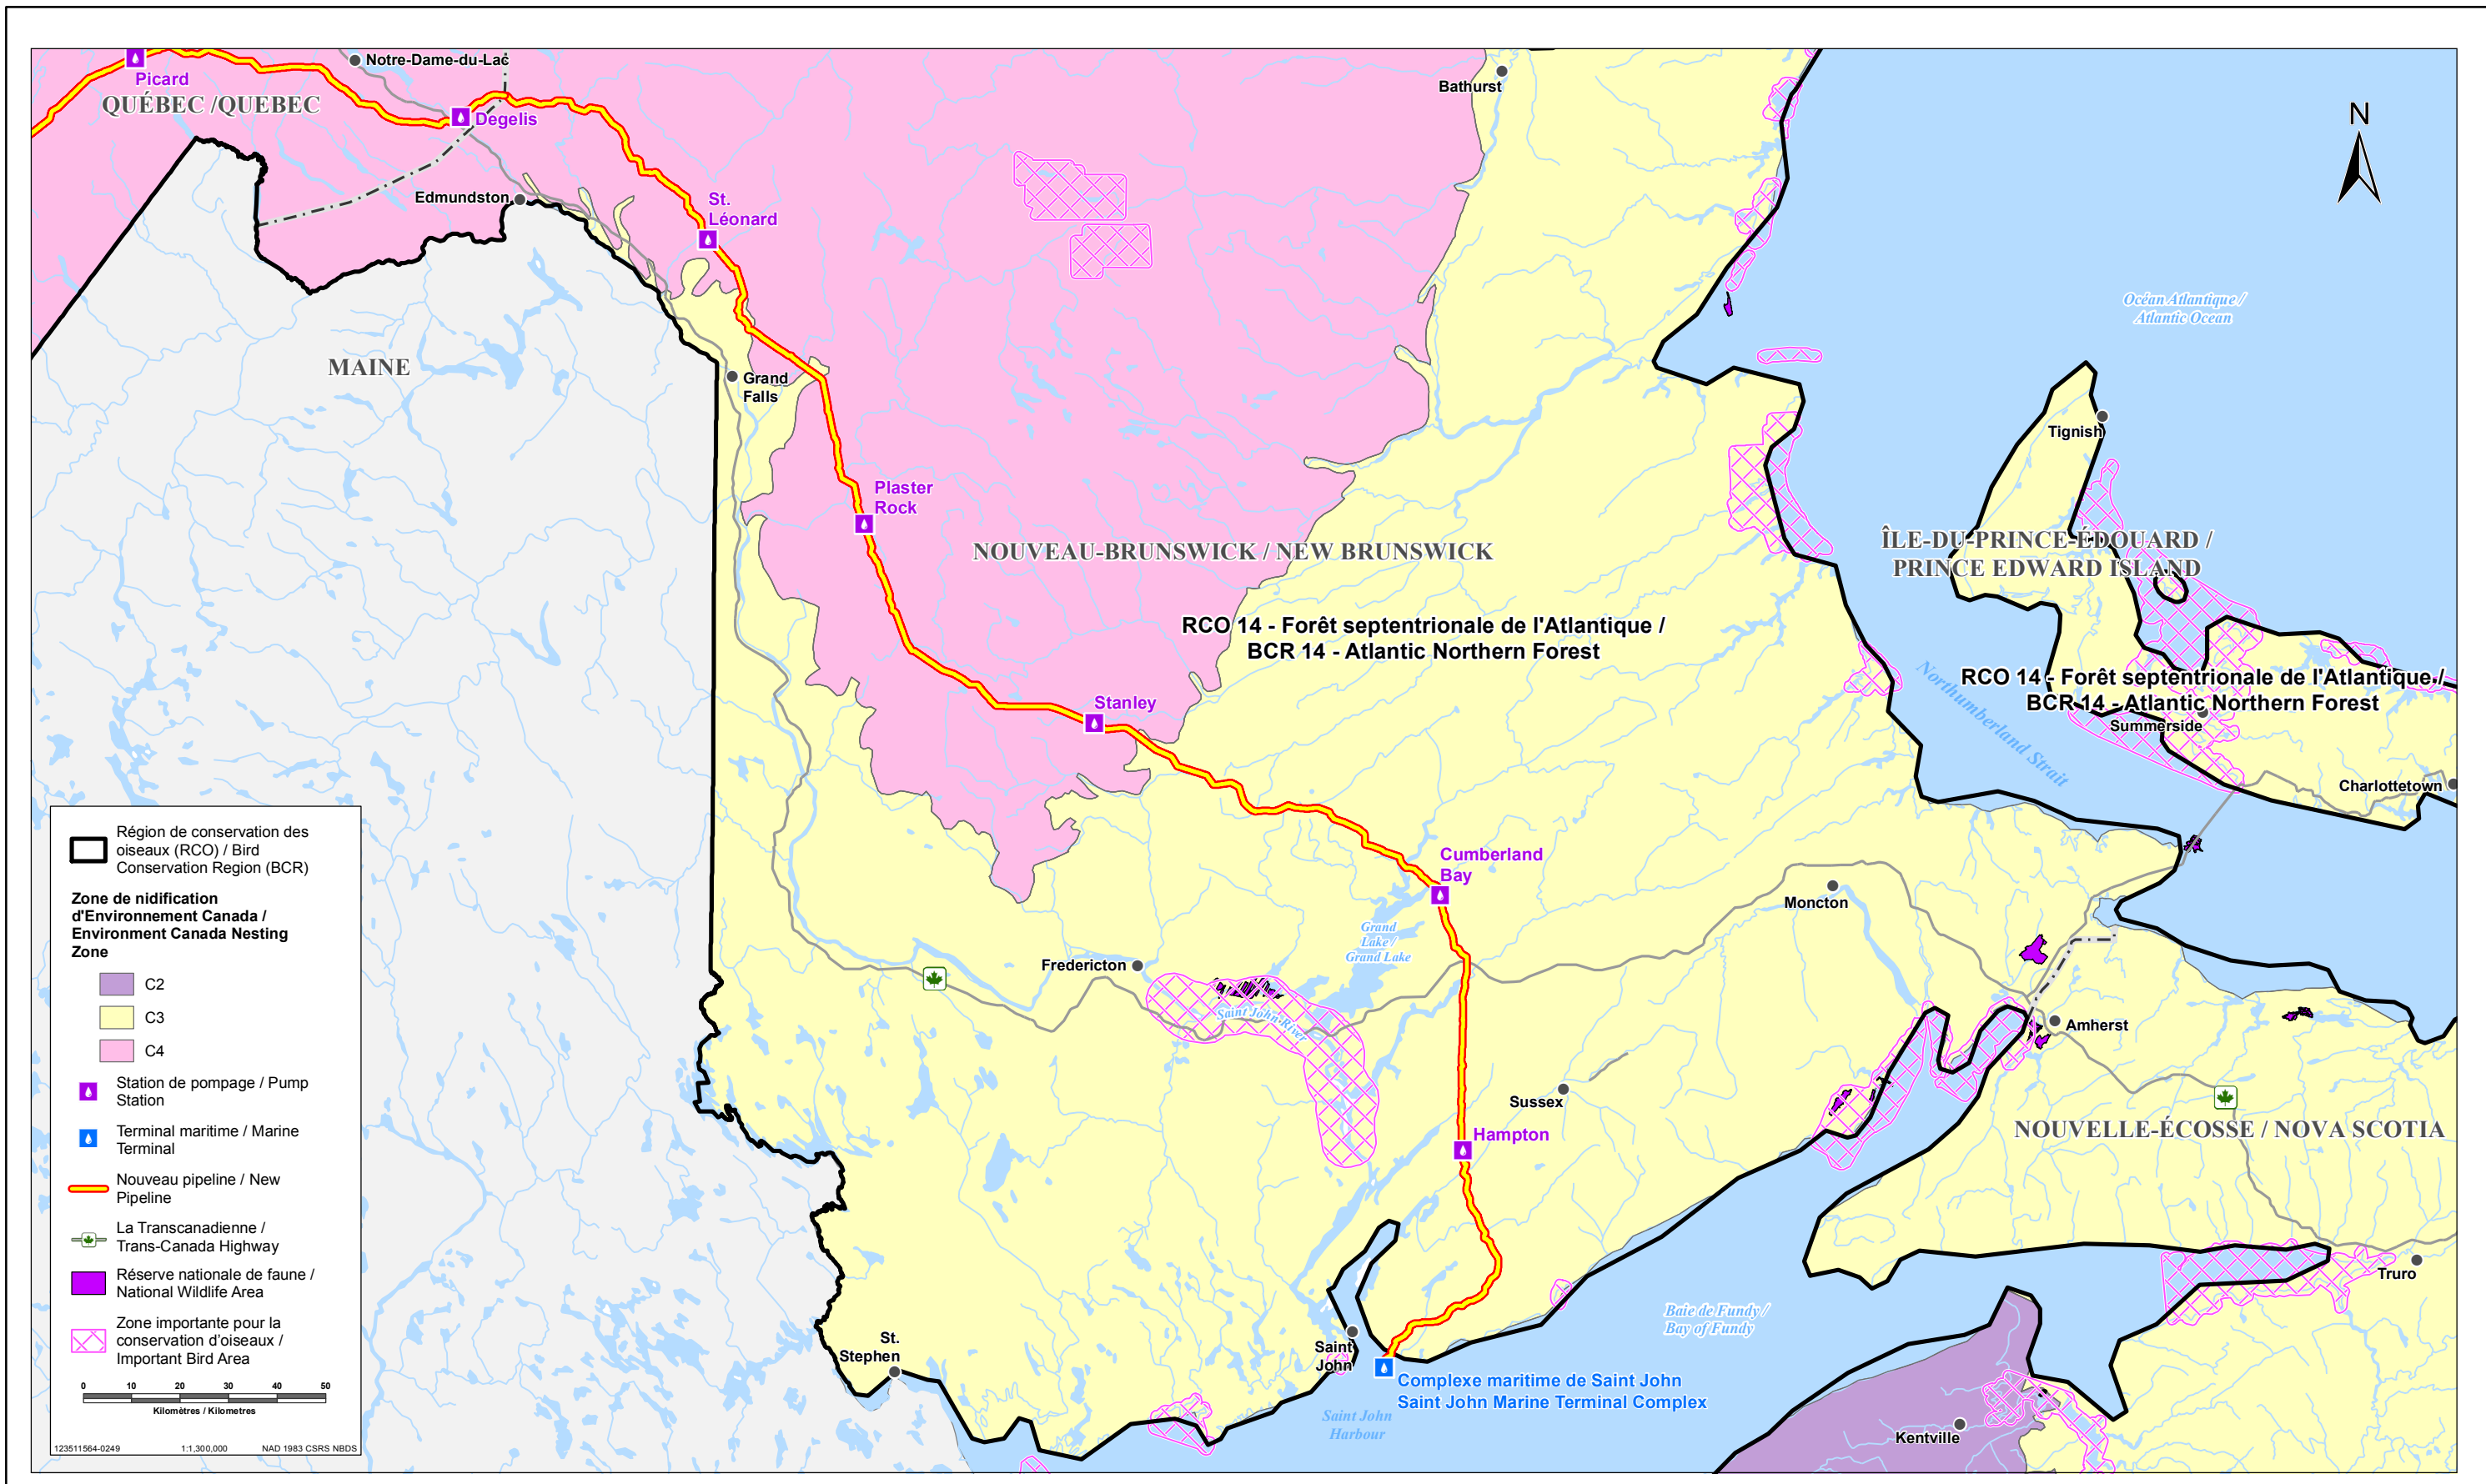 Picard
QUÉBEC /QUEBEC
Notre-Dame-du-Lac
Degelis
Edmundston
St.
Léonard
Bathurst
N
Océan Atlantique /
Atlantic Ocean
MAINE
Grand
Falls
Tignish
Plaster
Rock
NOUVEAU-BRUNSWICK / NEW BRUNSWICK
ÎLE-DU-PRINCE-ÉDOUARD /
PRINCE EDWARD ISLAND
RCO 14 - Forêt septentrionale de l'Atlantique /
BCR 14 - Atlantic Northern Forest
RCO 14 - Forêt septentrionale de l'Atlantique /
BCR 14 - Atlantic Northern Forest
Northumberland Strait
Stanley
Summerside
Charlottetown
Cumberland
Bay
Moncton
Grand
Lake /
Grand Lake
Fredericton
Saint John River
Amherst
Sussex
Hampton
NOUVELLE-ÉCOSSE / NOVA SCOTIA
Truro
Baie de Fundy /
Bay of Fundy
St.
Stephen
Saint
John
Complexe maritime de Saint John
Saint John Marine Terminal Complex
Saint John
Harbour
Kentville
Région de conservation des
oiseaux (RCO) / Bird
Conservation Region (BCR)
Zone de nidification
d'Environnement Canada /
Environment Canada Nesting
Zone
C2
C3
C4
Station de pompage / Pump
Station
Terminal maritime / Marine
Terminal
Nouveau pipeline / New
Pipeline
La Transcanadienne /
Trans-Canada Highway
Réserve nationale de faune /
National Wildlife Area
Zone importante pour la
conservation d'oiseaux /
Important Bird Area
0 10 20 30 40 50
Kilomètres / Kilometres
123511564-0249 1:1,300,000 NAD 1983 CSRS NBDS